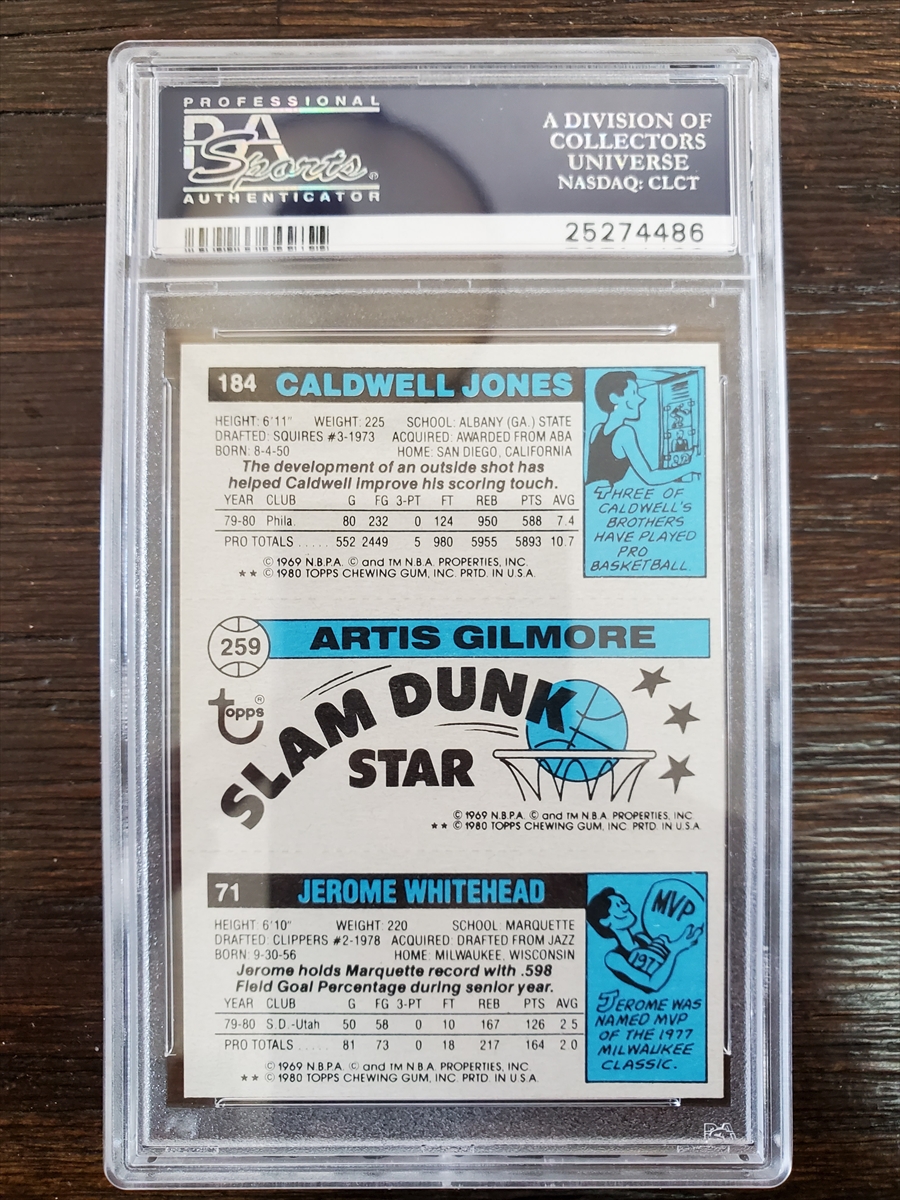 PROFESSIONAL
PSA
Sports®
AUTHENTICATOR
A DIVISION OF
COLLECTORS
UNIVERSE
NASDAQ: CLCT
25274486
184 CALDWELL JONES
HEIGHT: 6'11" WEIGHT: 225 SCHOOL: ALBANY (GA.) STATE
DRAFTED: SQUIRES #3-1973 ACQUIRED: AWARDED FROM ABA
BORN: 8-4-50 HOME: SAN DIEGO, CALIFORNIA
The development of an outside shot has
helped Caldwell improve his scoring touch.
YEAR CLUB G FG 3-PT FT REB PTS AVG
79-80 Phila. 80 232 0 124 950 588 7.4
PRO TOTALS ..... 552 2449 5 980 5955 5893 10.7
© 1969 N.B.P.A. © and TM N.B.A. PROPERTIES, INC.
★★ © 1980 TOPPS CHEWING GUM, INC. PRTD. IN U.S.A.
THREE OF
CALDWELL'S
BROTHERS
HAVE PLAYED
PRO
BASKETBALL.
259 ARTIS GILMORE
topps®
SLAM DUNK
STAR
© 1969 N.B.P.A. © and TM N.B.A. PROPERTIES, INC.
★★ © 1980 TOPPS CHEWING GUM, INC. PRTD. IN U.S.A.
71 JEROME WHITEHEAD
HEIGHT: 6'10" WEIGHT: 220 SCHOOL: MARQUETTE
DRAFTED: CLIPPERS #2-1978 ACQUIRED: DRAFTED FROM JAZZ
BORN: 9-30-56 HOME: MILWAUKEE, WISCONSIN
Jerome holds Marquette record with .598
Field Goal Percentage during senior year.
YEAR CLUB G FG 3-PT FT REB PTS AVG
79-80 S.D.-Utah 50 58 0 10 167 126 2.5
PRO TOTALS ..... 81 73 0 18 217 164 2.0
© 1969 N.B.P.A. © and TM N.B.A. PROPERTIES, INC.
★★ © 1980 TOPPS CHEWING GUM, INC. PRTD. IN U.S.A.
MVP
1977
JEROME WAS
NAMED MVP
OF THE 1977
MILWAUKEE
CLASSIC.
PSA